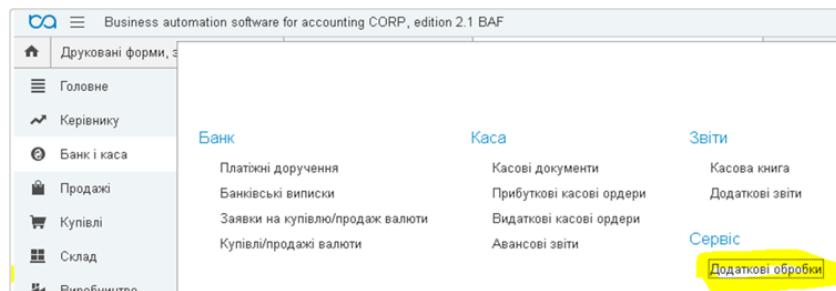 Business automation software for accounting CORP, edition 2.1 BAF
Друковані форми, з
Головне
Керівнику
Банк і каса
Продажі
Купівлі
Склад
Виробництво
Банк
Платіжні доручення
Банківські виписки
Заявки на купівлю/продаж валюти
Купівлі/продажі валюти
Каса
Касові документи
Прибуткові касові ордери
Видаткові касові ордери
Авансові звіти
Звіти
Касова книга
Додаткові звіти
Сервіс
Додаткові обробки